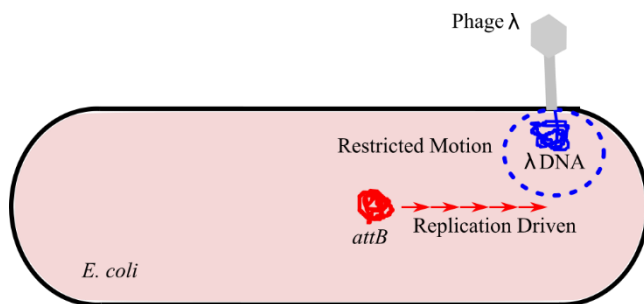 Phage λ
Restricted Motion
λ DNA
attB
Replication Driven
E. coli